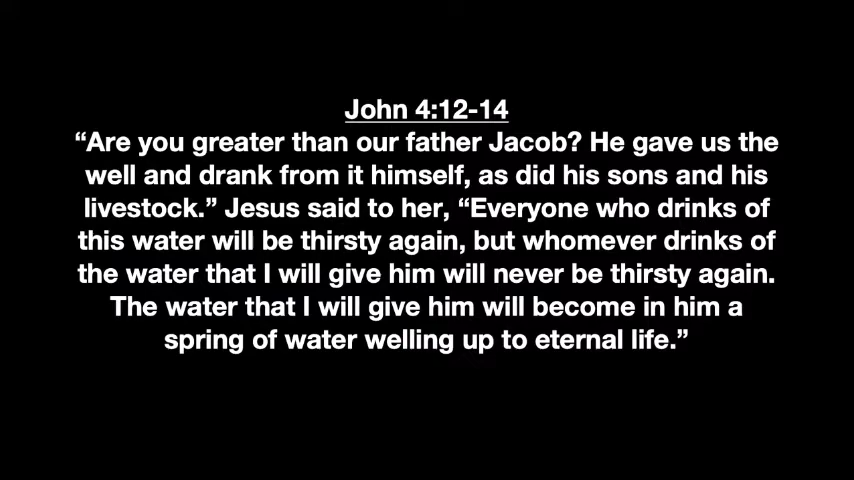 John 4:12-14
“Are you greater than our father Jacob? He gave us the
well and drank from it himself, as did his sons and his
livestock.” Jesus said to her, “Everyone who drinks of
this water will be thirsty again, but whomever drinks of
the water that I will give him will never be thirsty again.
The water that I will give him will become in him a
spring of water welling up to eternal life.”